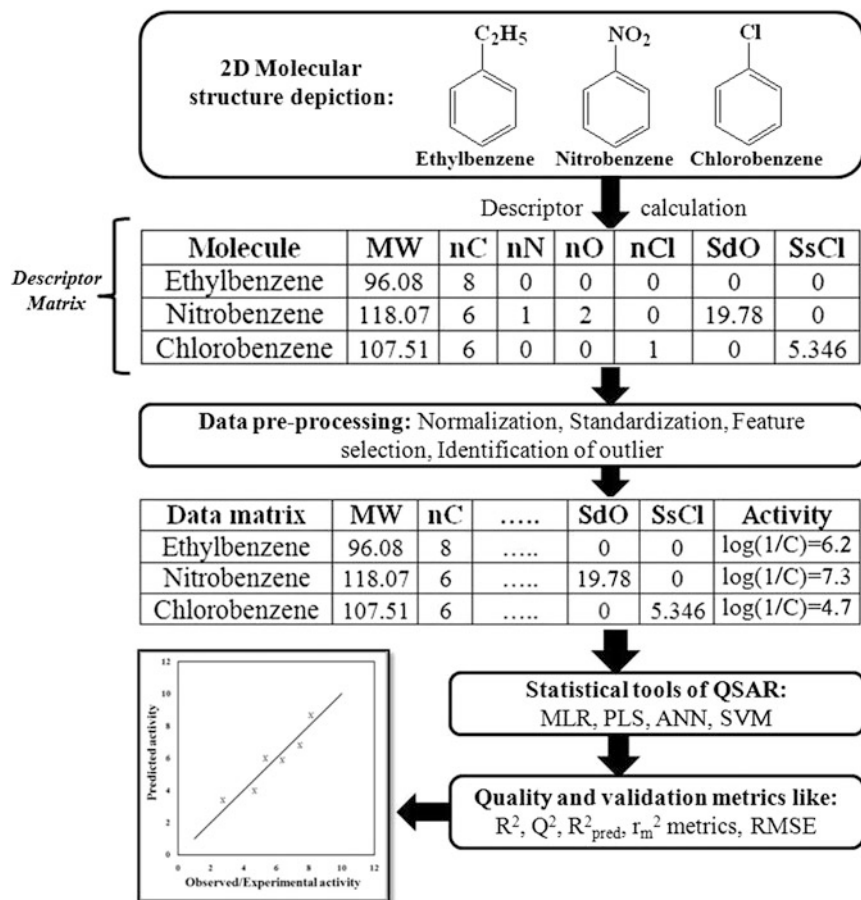 C₂H₅ NO₂ Cl
2D Molecular
structure depiction:
Ethylbenzene Nitrobenzene Chlorobenzene
Descriptor calculation
Descriptor
Matrix
Molecule MW nC nN nO nCl SdO SsCl
Ethylbenzene 96.08 8 0 0 0 0 0
Nitrobenzene 118.07 6 1 2 0 19.78 0
Chlorobenzene 107.51 6 0 0 1 0 5.346
Data pre-processing: Normalization, Standardization, Feature
selection, Identification of outlier
Data matrix MW nC ..... SdO SsCl Activity
Ethylbenzene 96.08 8 ..... 0 0 log(1/C)=6.2
Nitrobenzene 118.07 6 ..... 19.78 0 log(1/C)=7.3
Chlorobenzene 107.51 6 ..... 0 5.346 log(1/C)=4.7
Statistical tools of QSAR:
MLR, PLS, ANN, SVM
Quality and validation metrics like:
R², Q², R²pred, rm² metrics, RMSE
Predicted activity
12
10
8
6
4
2
0
0 2 4 6 8 10 12
Observed/Experimental activity